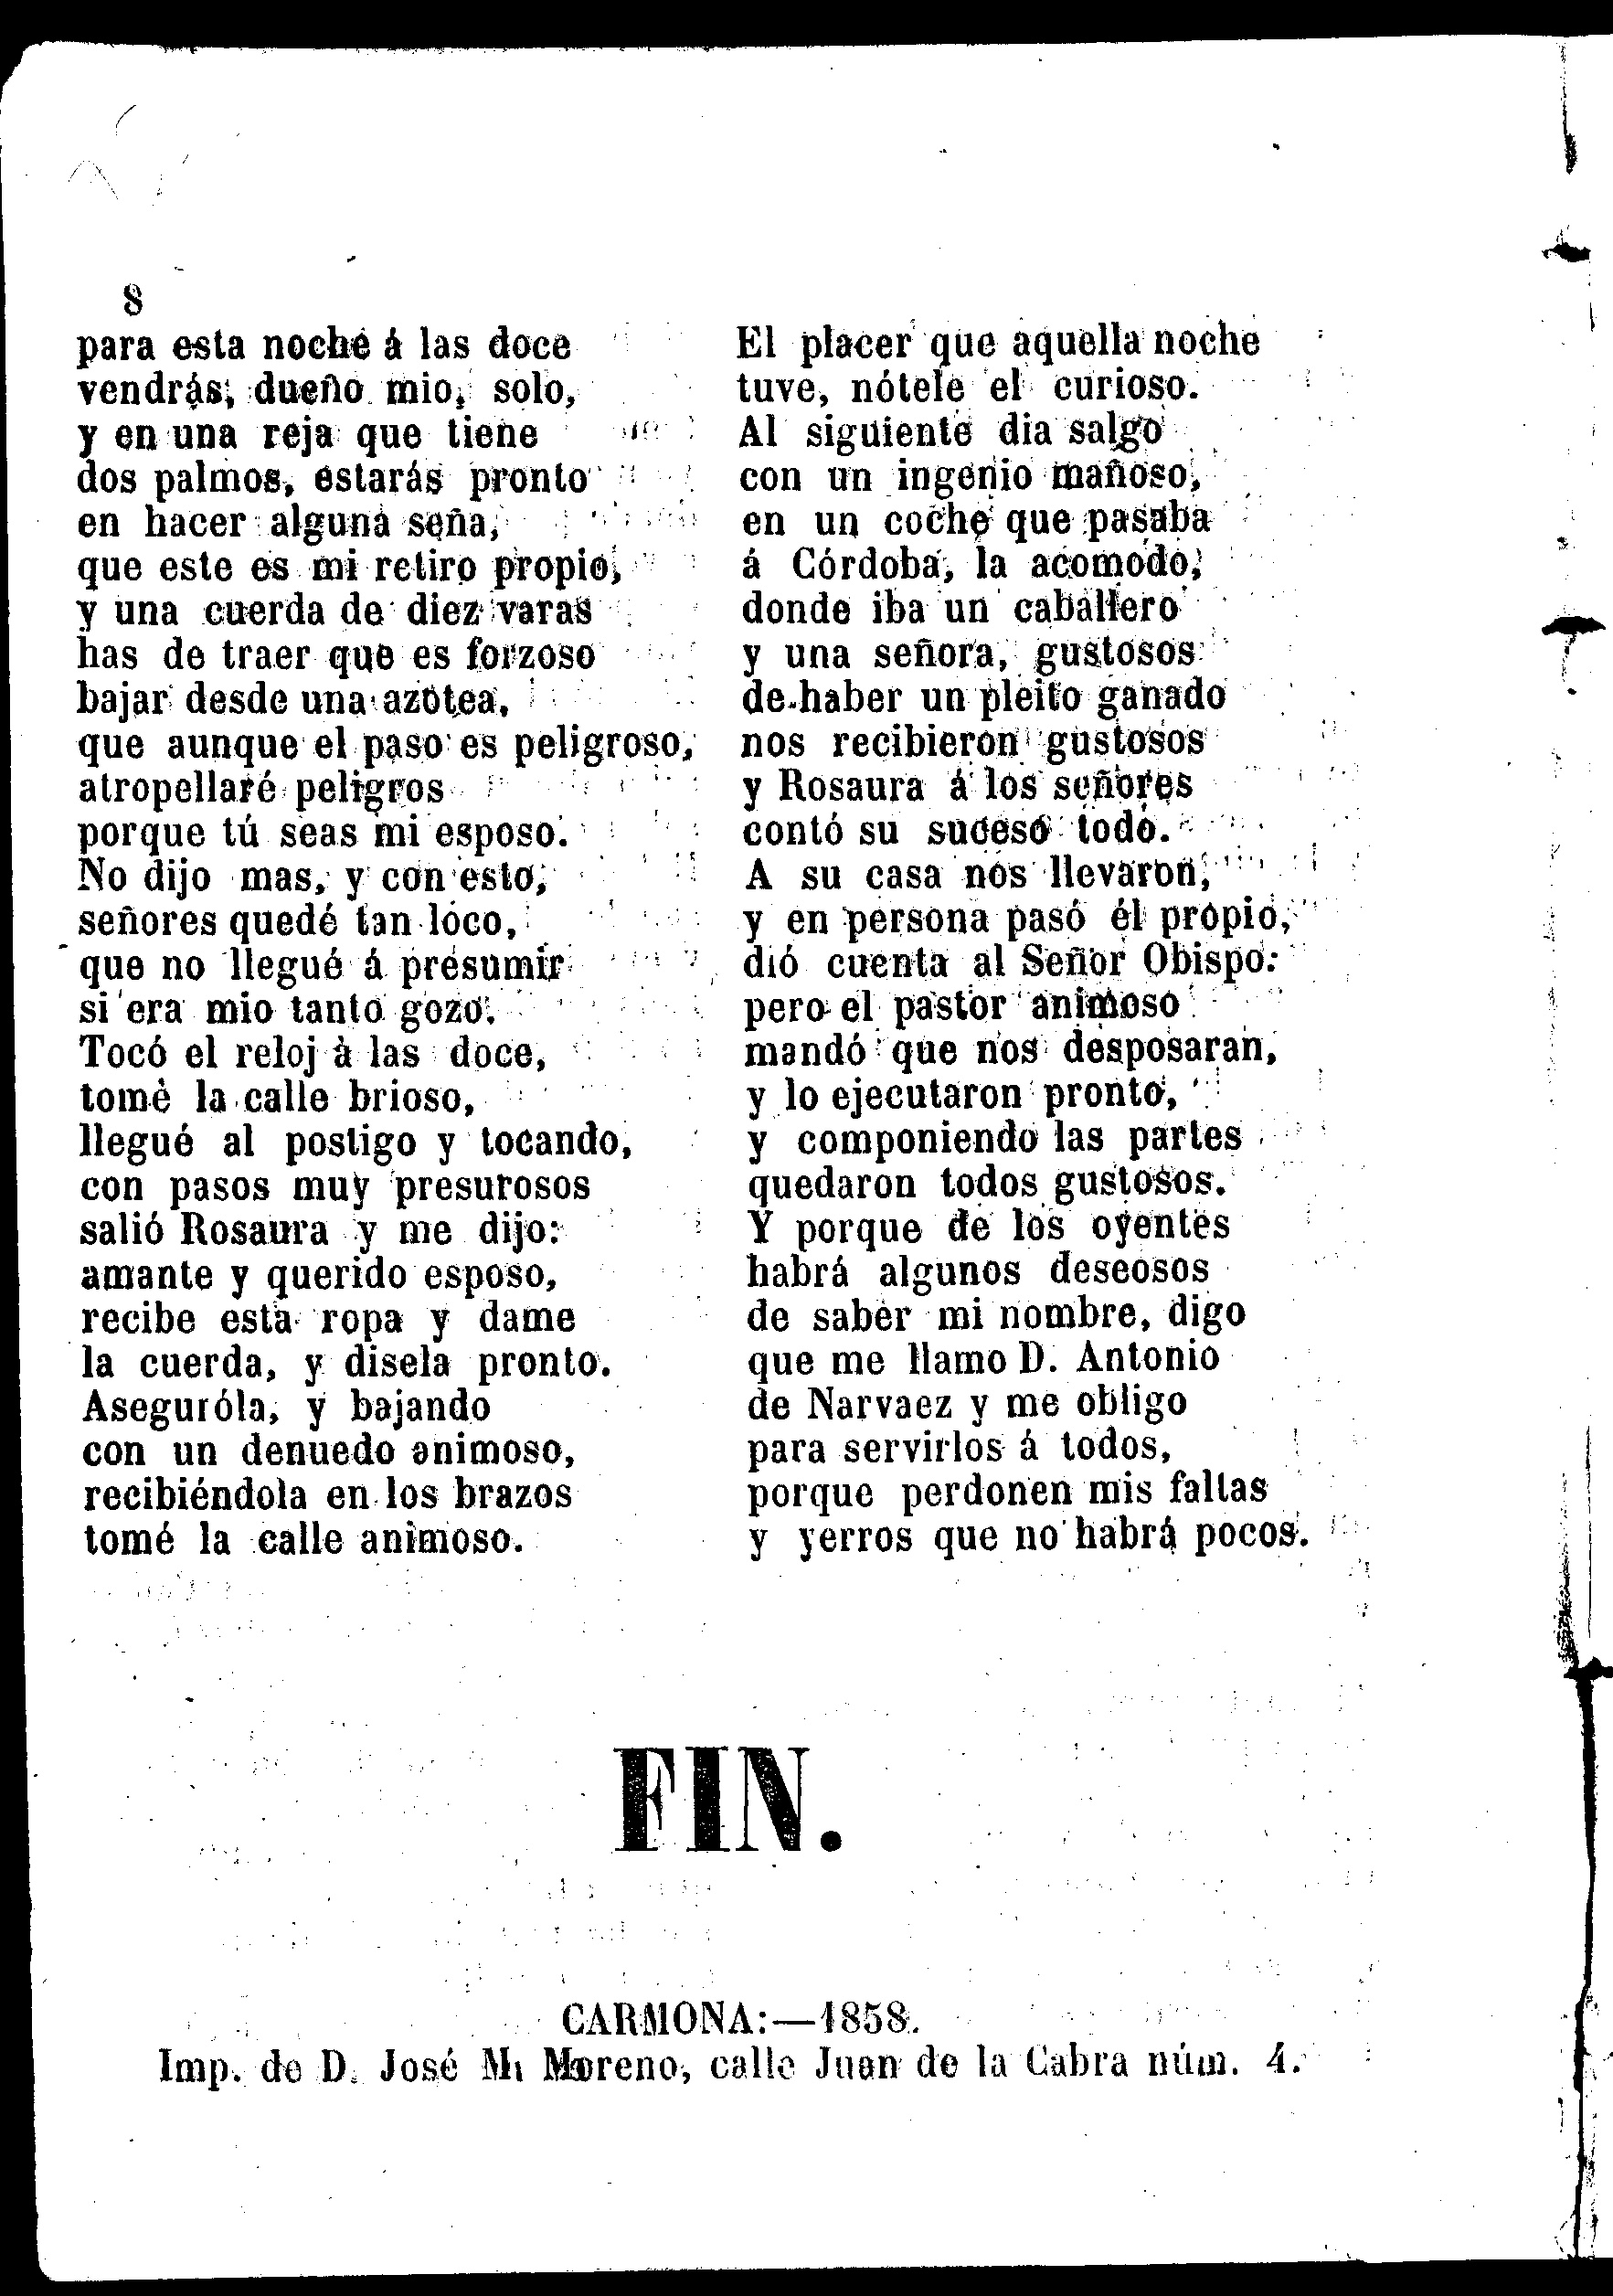 8
para esta noche á las doce
vendrás, dueño mio, solo,
y en una reja que tiene
dos palmos, estarás pronto
en hacer alguna seña,
que este es mi retiro propio,
y una cuerda de diez varas
has de traer que es forzoso
bajar desde una azotea,
que aunque el paso es peligroso,
atropellaré peligros
porque tú seas mi esposo.
No dijo mas, y con esto,
señores quedé tan loco,
que no llegué á presumir
si era mio tanto gozo.
Tocó el reloj à las doce,
tomè la calle brioso,
llegué al postigo y tocando,
con pasos muy presurosos
salió Rosaura y me dijo:
amante y querido esposo,
recibe esta ropa y dame
la cuerda, y disela pronto.
Aseguróla, y bajando
con un denuedo animoso,
recibiéndola en los brazos
tomé la calle animoso.
El placer que aquella noche
tuve, nótele el curioso.
Al siguiente dia salgo
con un ingenio mañoso,
en un coche que pasaba
á Córdoba, la acomodo,
donde iba un caballero
y una señora, gustosos
de haber un pleito ganado
nos recibieron gustosos
y Rosaura á los señores
contó su suceso todo.
A su casa nos llevaron,
y en persona pasó él propio,
dió cuenta al Señor Obispo:
pero el pastor animoso
mandó que nos desposaran,
y lo ejecutaron pronto,
y componiendo las partes
quedaron todos gustosos.
Y porque de los oyentes
habrá algunos deseosos
de saber mi nombre, digo
que me llamo D. Antonio
de Narvaez y me obligo
para servirlos á todos,
porque perdonen mis faltas
y yerros que no habrá pocos.
FIN.
CARMONA:—1858.
Imp. de D. José M. Moreno, calle Juan de la Cabra núm. 4.